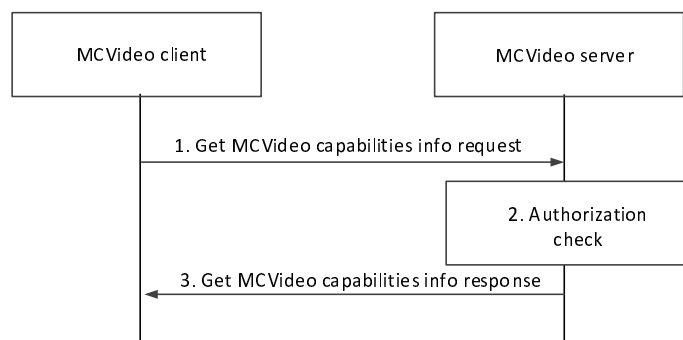 MCVideo client
MCVideo server
1. Get MCVideo capabilities info request
2. Authorization
check
3. Get MCVideo capabilities info response